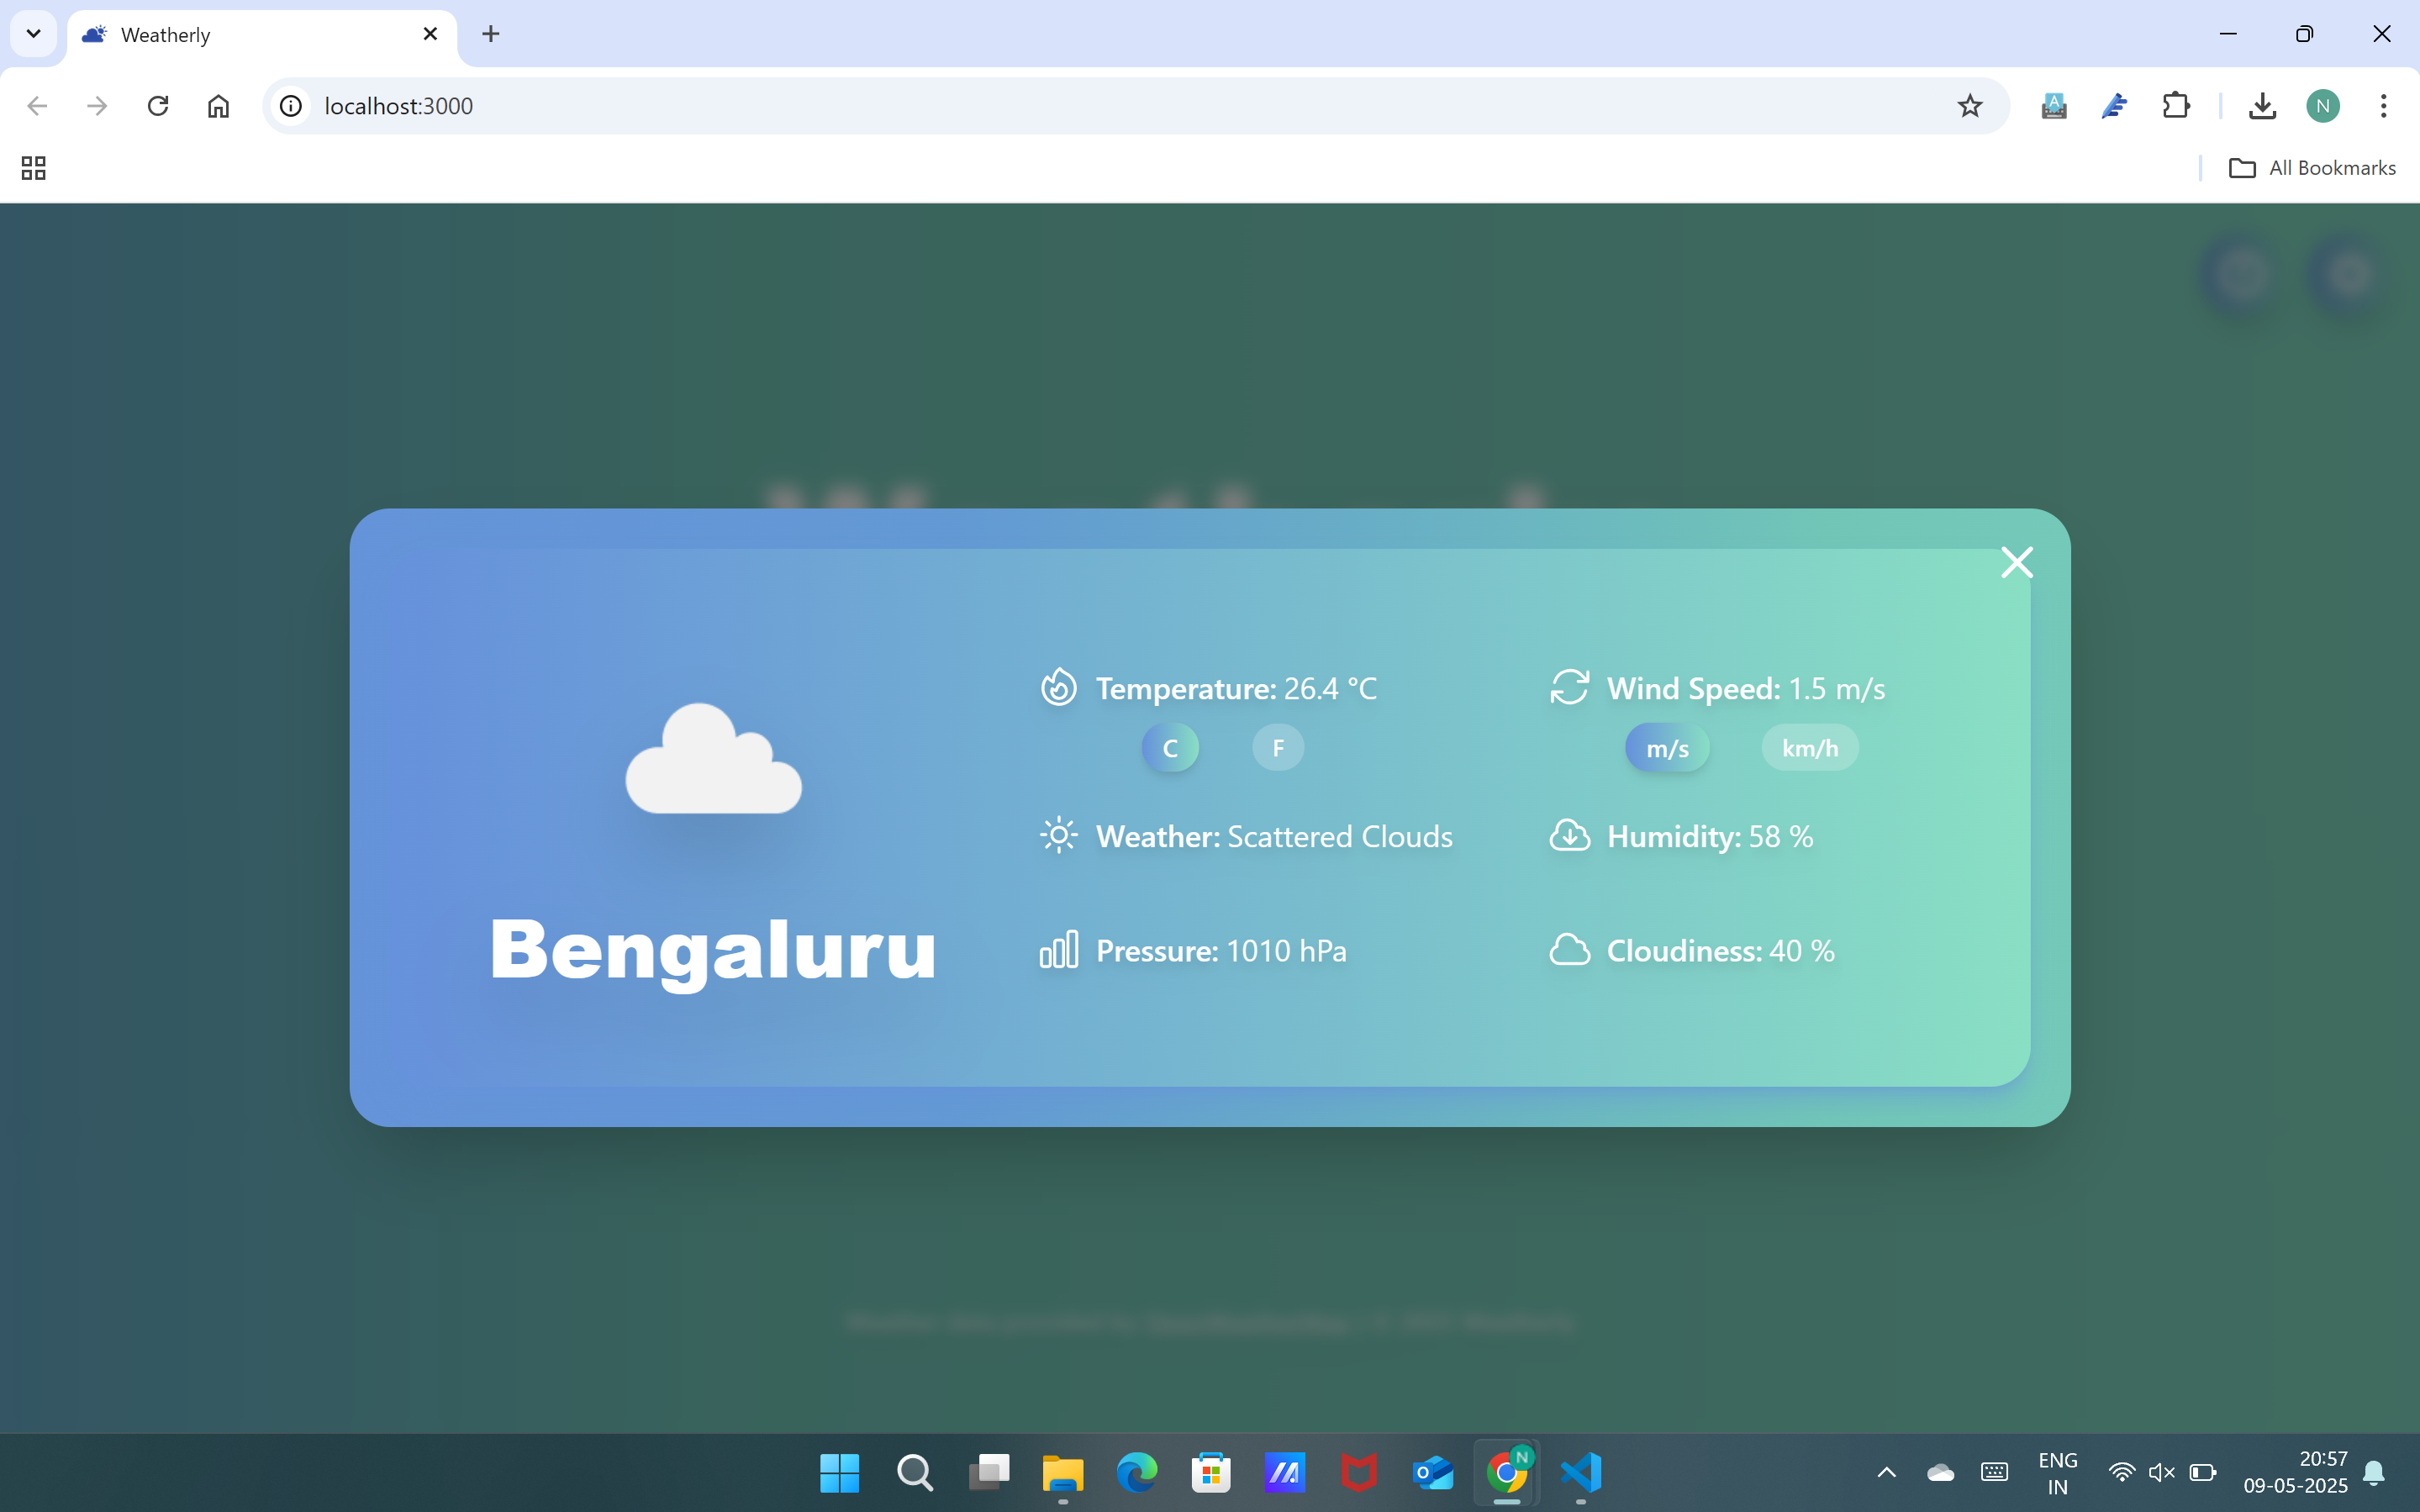 Weatherly
localhost:3000
N
All Bookmarks
Temperature: 26.4 °C
C F
Wind Speed: 1.5 m/s
m/s km/h
Weather: Scattered Clouds
Humidity: 58 %
Bengaluru
Pressure: 1010 hPa
Cloudiness: 40 %
ENG
IN
20:57
09-05-2025